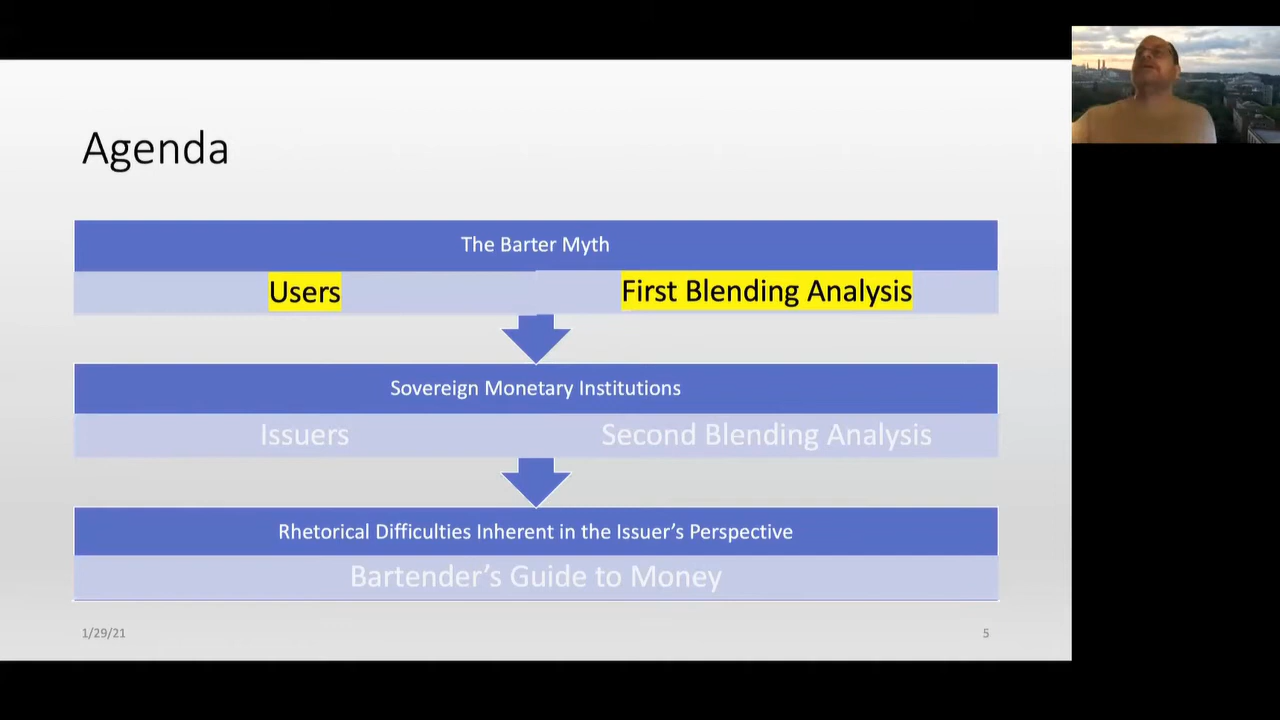 Agenda
The Barter Myth
Users
First Blending Analysis
Sovereign Monetary Institutions
Issuers
Second Blending Analysis
Rhetorical Difficulties Inherent in the Issuer’s Perspective
Bartender’s Guide to Money
1/29/21
5